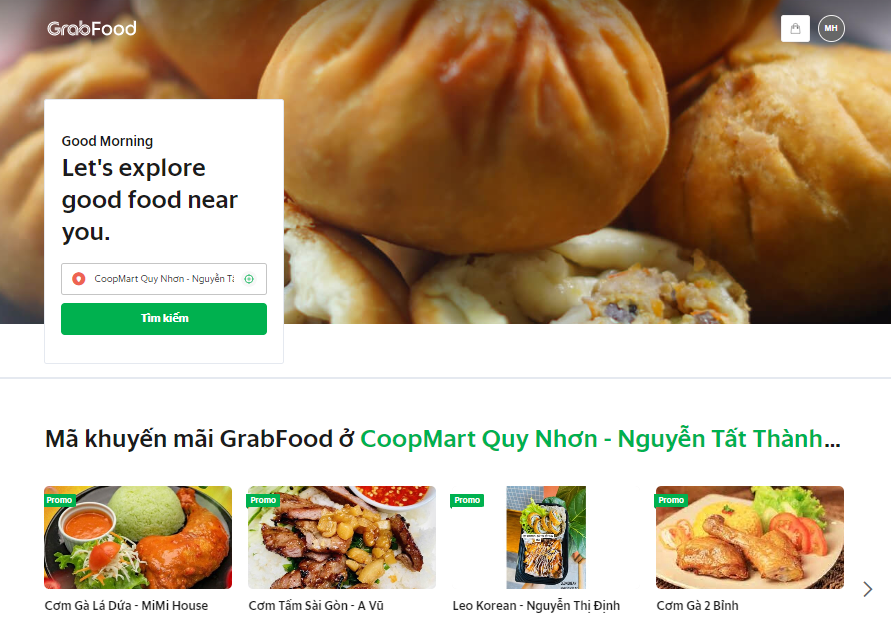 GrabFood
MH
Good Morning
Let's explore
good food near
you.
CoopMart Quy Nhơn - Nguyễn Tấ
Tìm kiếm
Mã khuyến mãi GrabFood ở CoopMart Quy Nhơn - Nguyễn Tất Thành...
Promo
Promo
Promo
Promo
Cơm Gà Lá Dứa - MiMi House
Cơm Tấm Sài Gòn - A Vũ
Leo Korean - Nguyễn Thị Định
Cơm Gà 2 Bình